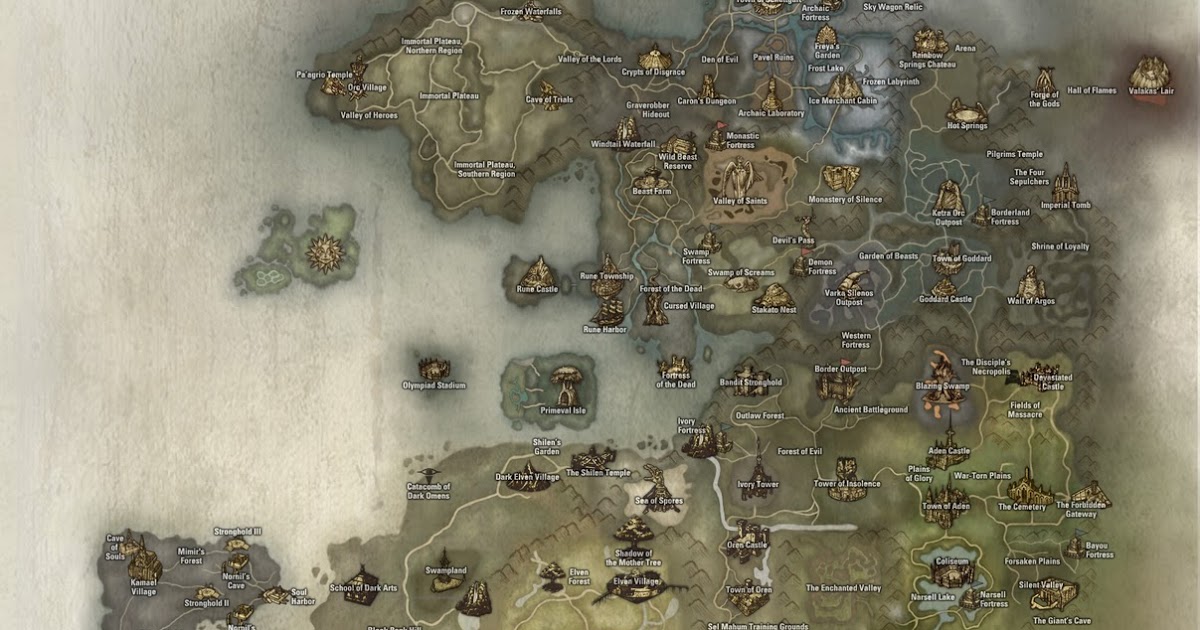 Frozen Waterfalls
Archaic
Fortress
Sky Wagon Relic
Immortal Plateau,
Northern Region
Valley of the Lords
Crypts of Disgrace
Den of Evil
Pavel Ruins
Freya's
Garden
Frost Lake
Rainbow
Springs Chateau
Arena
Pa'agrio Temple
Orc Village
Immortal Plateau
Cave of Trials
Valley of Heroes
Graverobber
Hideout
Caron's Dungeon
Archaic Laboratory
Ice Merchant Cabin
Frozen Labyrinth
Forge of
the Gods
Hall of Flames
Valakas' Lair
Hot Springs
Windtail Waterfall
Monastic
Fortress
Wild Beast
Reserve
Immortal Plateau,
Southern Region
Beast Farm
Valley of Saints
Monastery of Silence
Pilgrims Temple
The Four
Sepulchers
Imperial Tomb
Ketra Orc
Outpost
Borderland
Fortress
Devil's Pass
Swamp
Fortress
Demon
Fortress
Garden of Beasts
Town of Goddard
Shrine of Loyalty
Rune Castle
Rune Township
Forest of the Dead
Swamp of Screams
Varka Silenos
Outpost
Goddard Castle
Wall of Argos
Cursed Village
Stakato Nest
Rune Harbor
Western
Fortress
Olympiad Stadium
Primeval Isle
Fortress
of the Dead
Bandit Stronghold
Border Outpost
Blazing Swamp
The Disciple's
Necropolis
Devastated
Castle
Ancient Battleground
Fields of
Massacre
Ivory
Fortress
Outlaw Forest
Shilen's
Garden
Forest of Evil
Aden Castle
Catacomb of
Dark Omens
Dark Elven Village
The Shilen Temple
Sea of Spores
Ivory Tower
Tower of Insolence
Plains
of Glory
War-Torn Plains
Town of Aden
The Cemetery
The Forbidden
Gateway
Cave
of
Souls
Kamael
Village
Mimir's
Forest
Stronghold III
Nornil's
Cave
Stronghold II
Soul
Harbor
Nornil's
School of Dark Arts
Swampland
Elven
Forest
Shadow of
the Mother Tree
Elven Village
Oren Castle
Town of Oren
The Enchanted Valley
Coliseum
Narsell Lake
Narsell
Fortress
Forsaken Plains
Bayou
Fortress
Silent Valley
The Giant's Cave
Sel Mahum Training Grounds